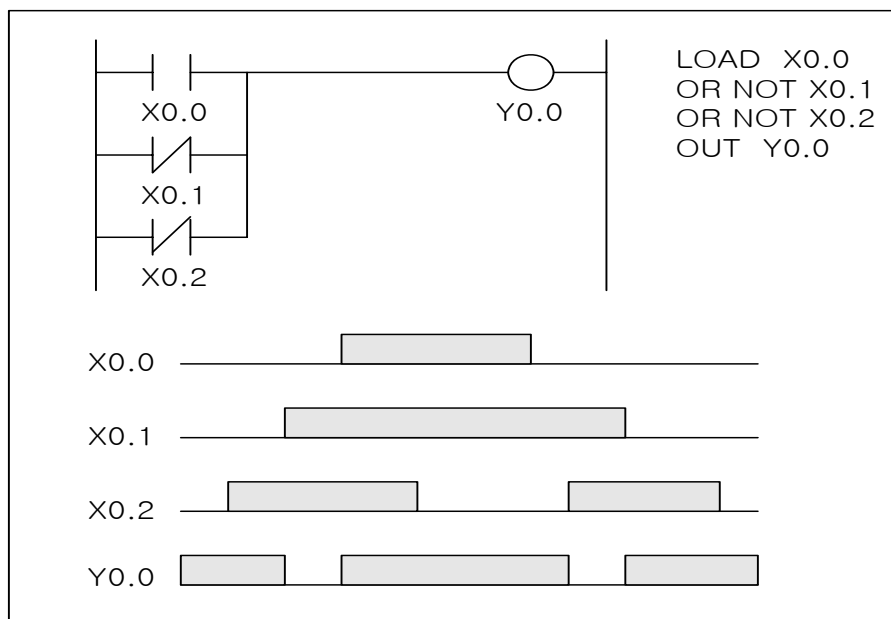 LOAD X0.0
OR NOT X0.1
OR NOT X0.2
OUT Y0.0
X0.0
Y0.0
X0.1
X0.2
X0.0
X0.1
X0.2
Y0.0